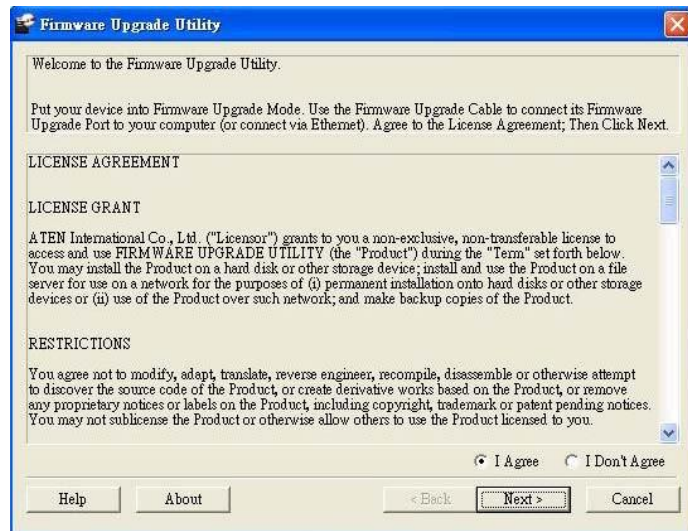 Firmware Upgrade Utility
Welcome to the Firmware Upgrade Utility.
Put your device into Firmware Upgrade Mode. Use the Firmware Upgrade Cable to connect its Firmware
Upgrade Port to your computer (or connect via Ethernet). Agree to the License Agreement; Then Click Next.
LICENSE AGREEMENT
LICENSE GRANT
ATEN International Co., Ltd. ("Licensor") grants to you a non-exclusive, non-transferable license to
access and use FIRMWARE UPGRADE UTILITY (the "Product") during the "Term" set forth below.
You may install the Product on a hard disk or other storage device; install and use the Product on a file
server for use on a network for the purposes of (i) permanent installation onto hard disks or other storage
devices or (ii) use of the Product over such network; and make backup copies of the Product.
RESTRICTIONS
You agree not to modify, adapt, translate, reverse engineer, recompile, disassemble or otherwise attempt
to discover the source code of the Product, or create derivative works based on the Product, or remove
any proprietary notices or labels on the Product, including copyright, trademark or patent pending notices.
You may not sublicense the Product or otherwise allow others to use the Product licensed to you.
I Agree I Don't Agree
Help About < Back Next > Cancel